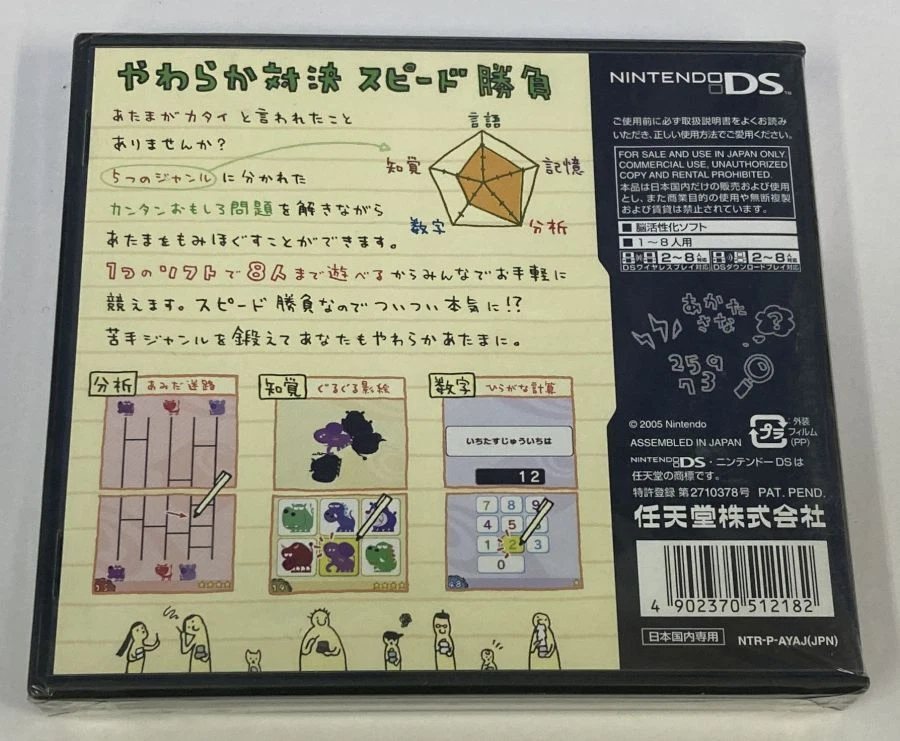 やわらか対決 スピード勝負
あたまがカタイと言われたこと
ありませんか?
5つのジャンルに分かれた
カンタンおもしろ問題を解きながら
あたまをもみほぐすことができます。
1つのソフトで8人まで遊べるからみんなでお手軽に
競えます。スピード勝負なのでついつい本気に!?
苦手ジャンルを鍛えてあなたもやわらかあたまに。
言語
知覚
記憶
数字
分析
分析 あみだ迷路
知覚 ぐるぐる影絵
数字 ひらがな計算
いちたすじゅういちは
12
7 8 9
4 5
1 2 3
0
NINTENDO DS™
ご使用前に必ず取扱説明書をよくお読み
いただき、正しい使用方法でご愛用ください。
FOR SALE AND USE IN JAPAN ONLY
COMMERCIAL USE, UNAUTHORIZED
COPY AND RENTAL PROHIBITED.
本品は日本国内だけの販売および使用
とし、また商業目的の使用や無断複製
および賃貸は禁止されています。
脳活性化ソフト
1～8人用
2～8人
DSワイヤレスプレイ対応
2～8人
DSダウンロードプレイ対応
あかた
さな
?
259
73
© 2005 Nintendo
ASSEMBLED IN JAPAN
プラ
外装
フィルム
(PP)
NINTENDO DS・ニンテンドーDSは
任天堂の商標です。
特許登録 第2710378号 PAT. PEND.
任天堂株式会社
4 902370 512182
日本国内専用
NTR-P-AYAJ(JPN)